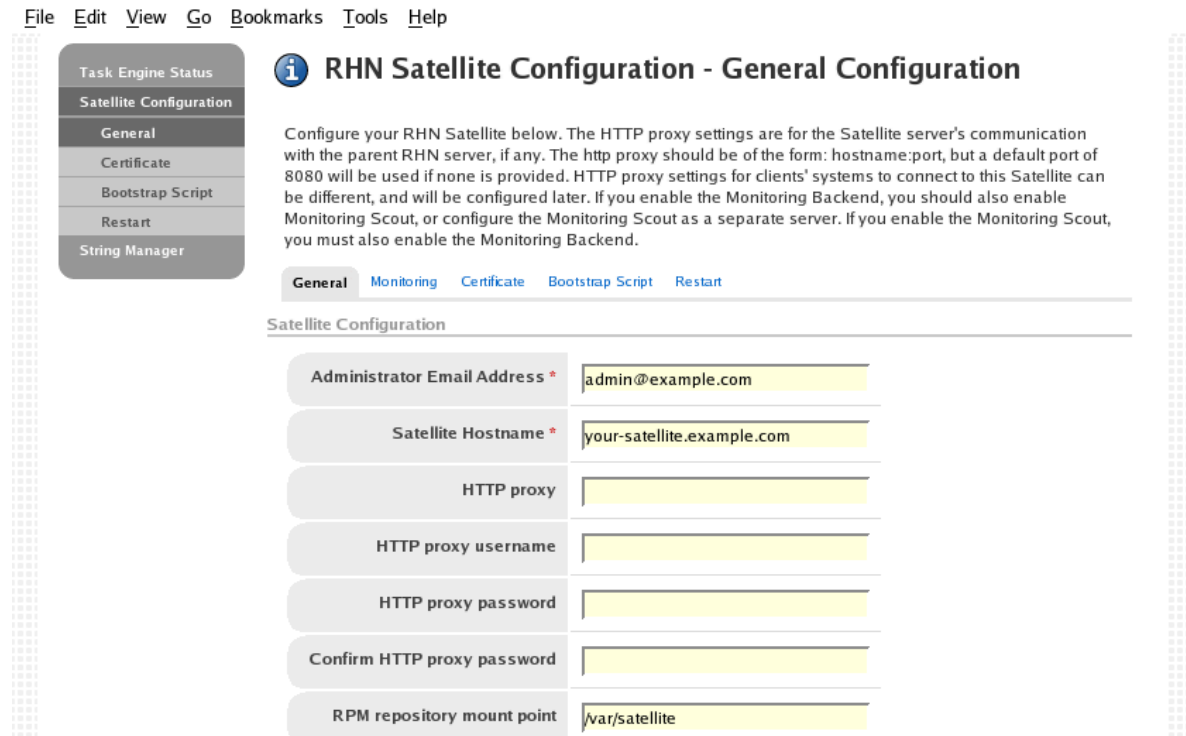 File Edit View Go Bookmarks Tools Help
Task Engine Status
Satellite Configuration
General
Certificate
Bootstrap Script
Restart
String Manager
RHN Satellite Configuration - General Configuration
Configure your RHN Satellite below. The HTTP proxy settings are for the Satellite server's communication
with the parent RHN server, if any. The http proxy should be of the form: hostname:port, but a default port of
8080 will be used if none is provided. HTTP proxy settings for clients' systems to connect to this Satellite can
be different, and will be configured later. If you enable the Monitoring Backend, you should also enable
Monitoring Scout, or configure the Monitoring Scout as a separate server. If you enable the Monitoring Scout,
you must also enable the Monitoring Backend.
General Monitoring Certificate Bootstrap Script Restart
Satellite Configuration
Administrator Email Address * admin@example.com
Satellite Hostname * your-satellite.example.com
HTTP proxy
HTTP proxy username
HTTP proxy password
Confirm HTTP proxy password
RPM repository mount point /var/satellite